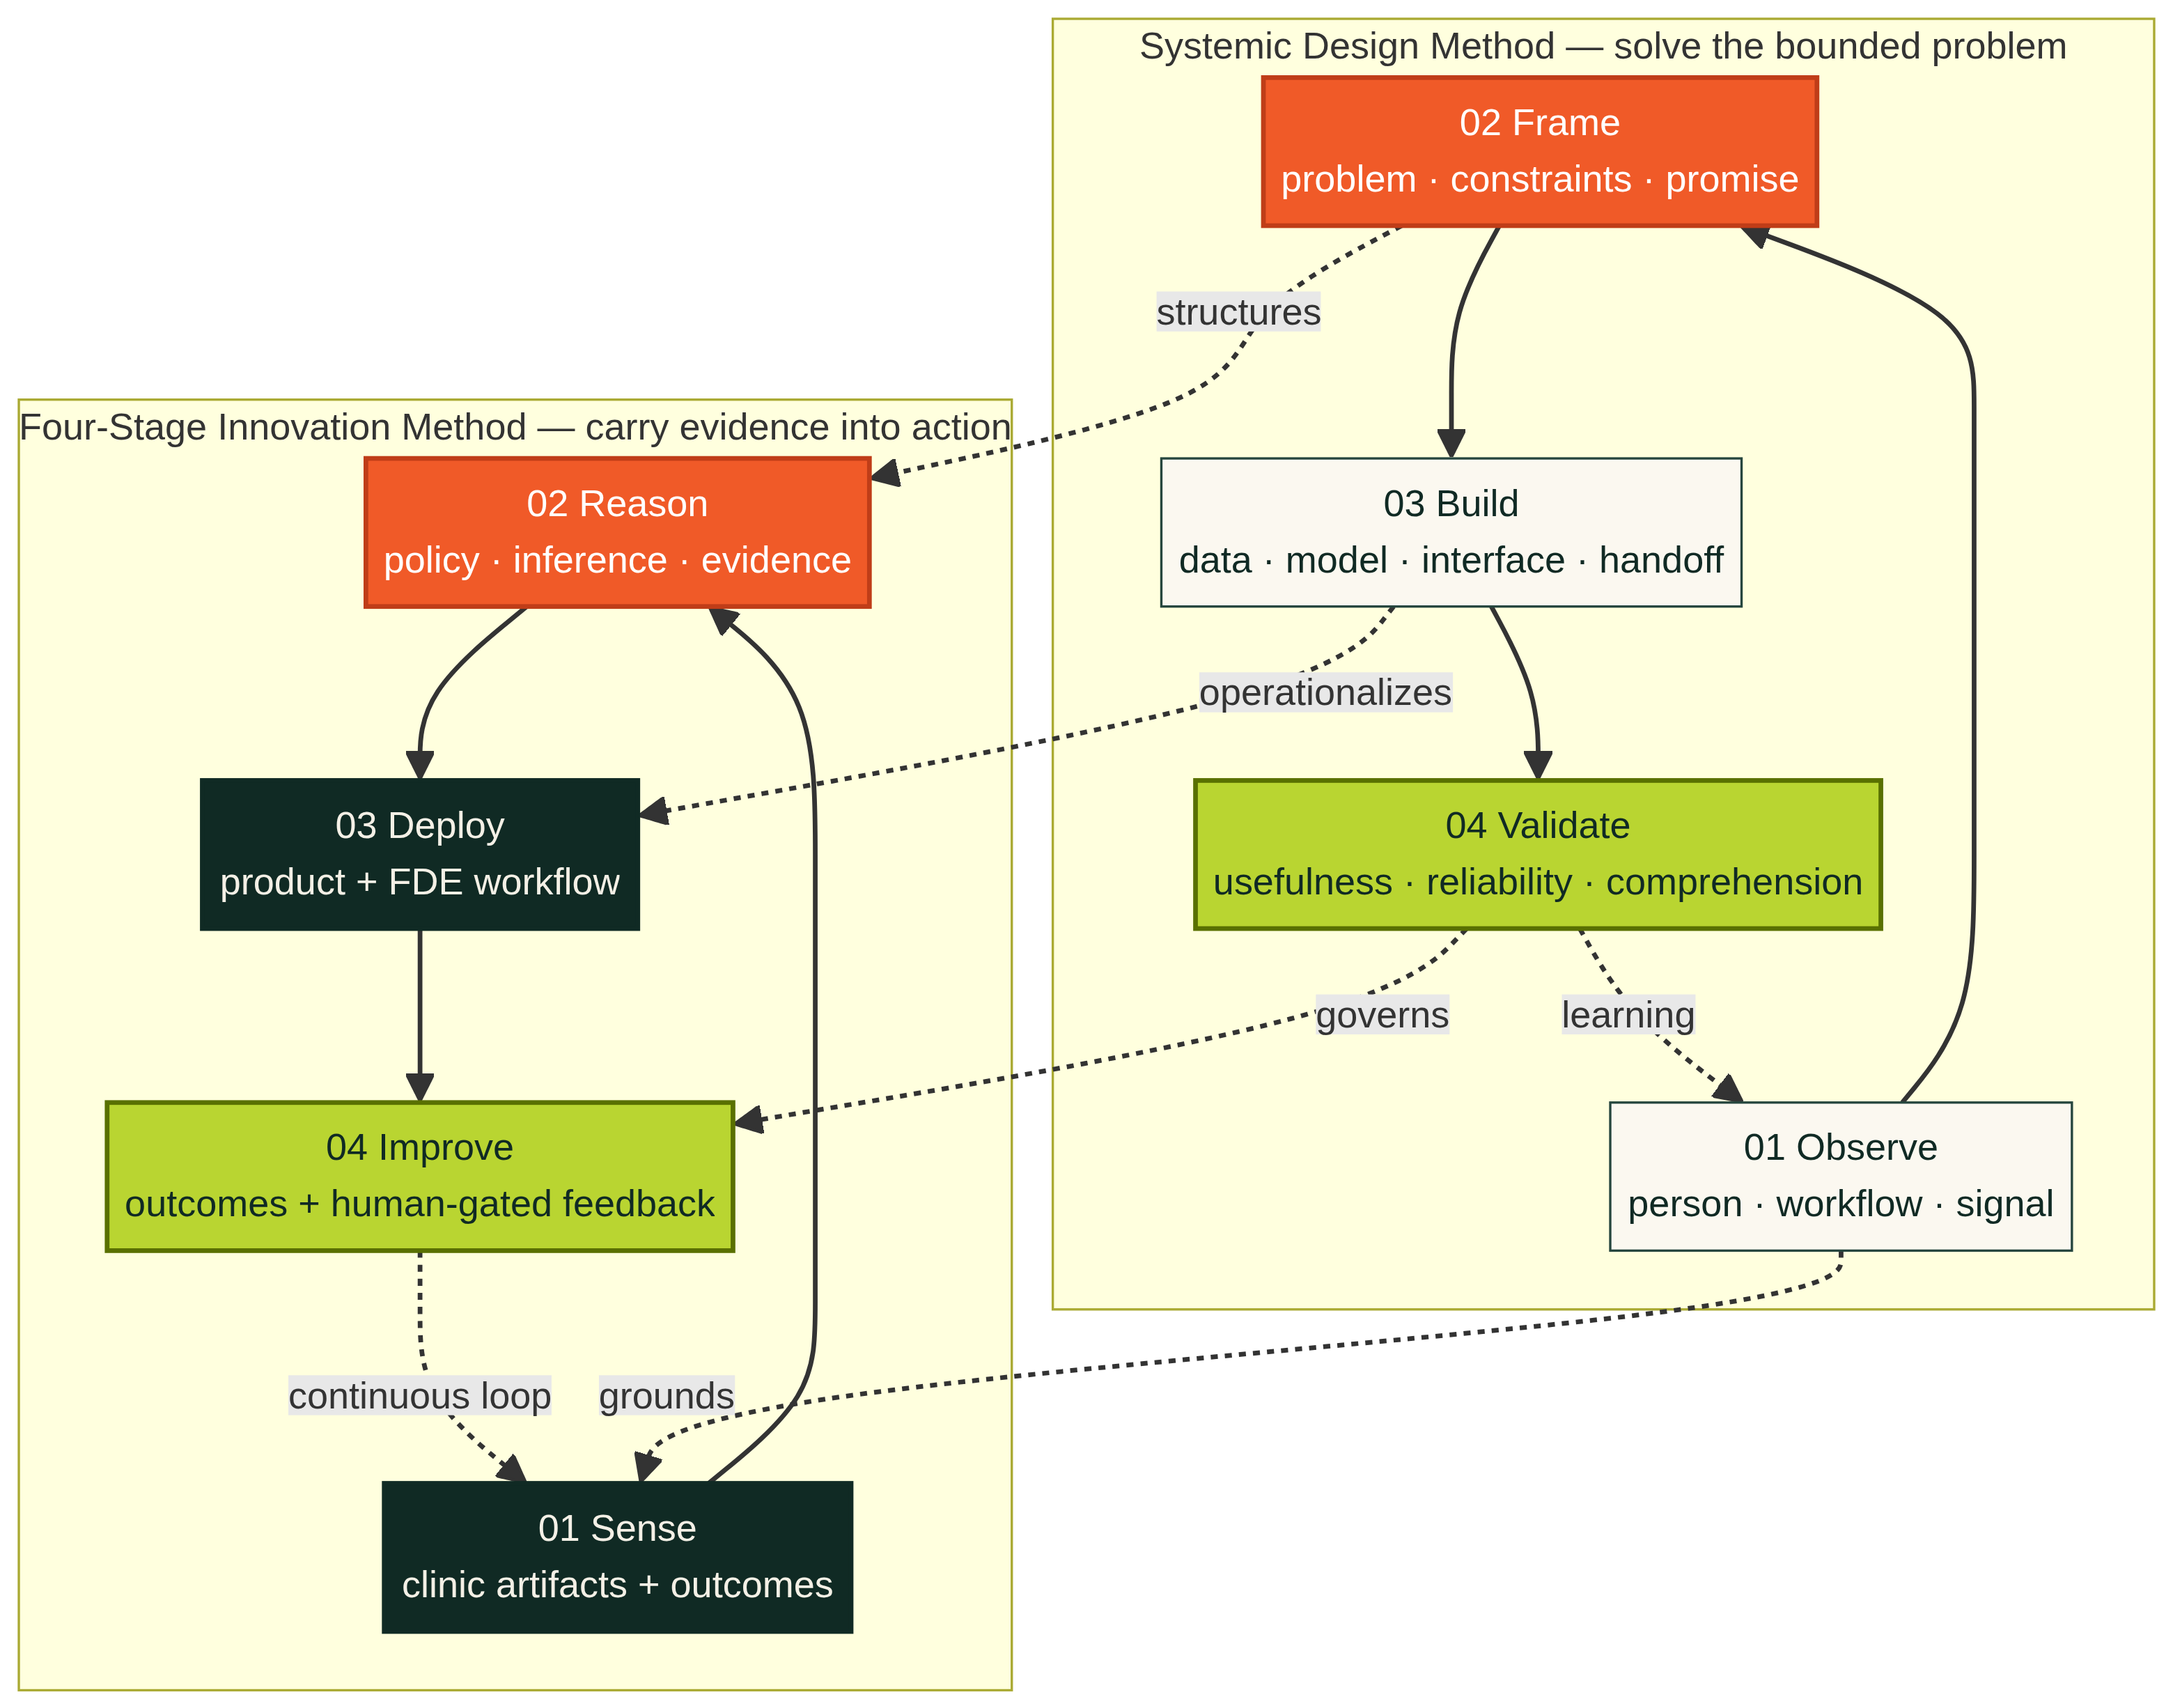 Systemic Design Method — solve the bounded problem
02 Frame
problem · constraints · promise
structures
Four-Stage Innovation Method — carry evidence into action
02 Reason
policy · inference · evidence
03 Build
data · model · interface · handoff
operationalizes
03 Deploy
product + FDE workflow
04 Validate
usefulness · reliability · comprehension
governs
learning
04 Improve
outcomes + human-gated feedback
01 Observe
person · workflow · signal
continuous loop
grounds
01 Sense
clinic artifacts + outcomes